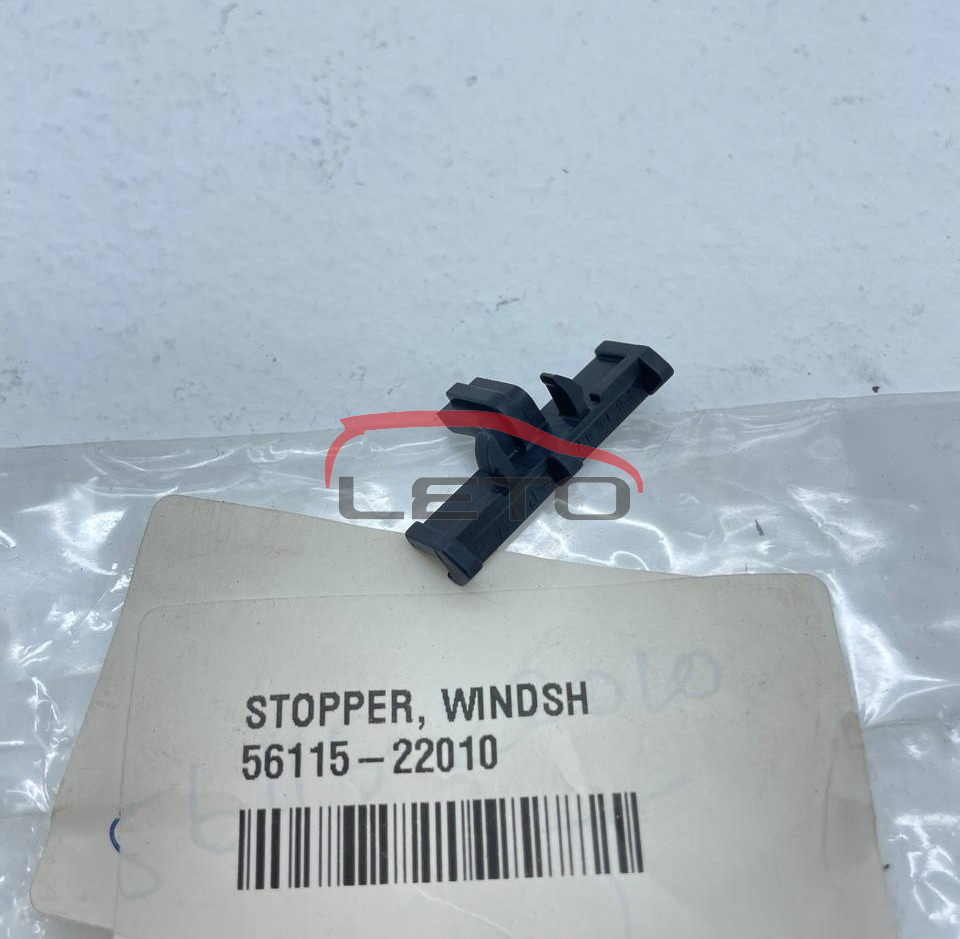 LETO
STOPPER, WINDSH
56115-22010